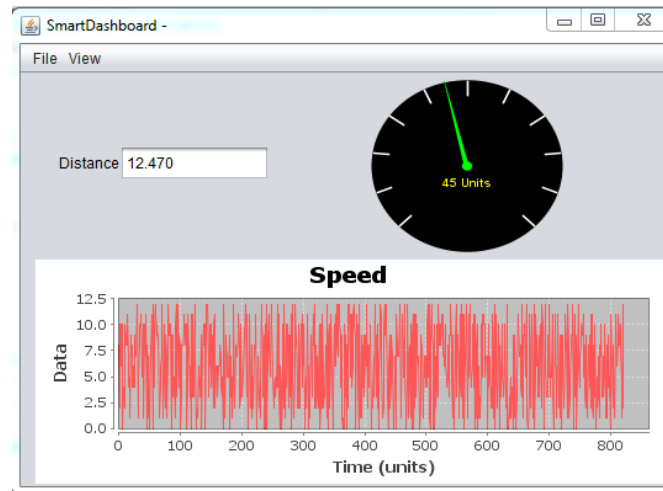 SmartDashboard -
File View
Distance 12.470
45 Units
Speed
Data
12.5
10.0
7.5
5.0
2.5
0.0
0 100 200 300 400 500 600 700 800
Time (units)